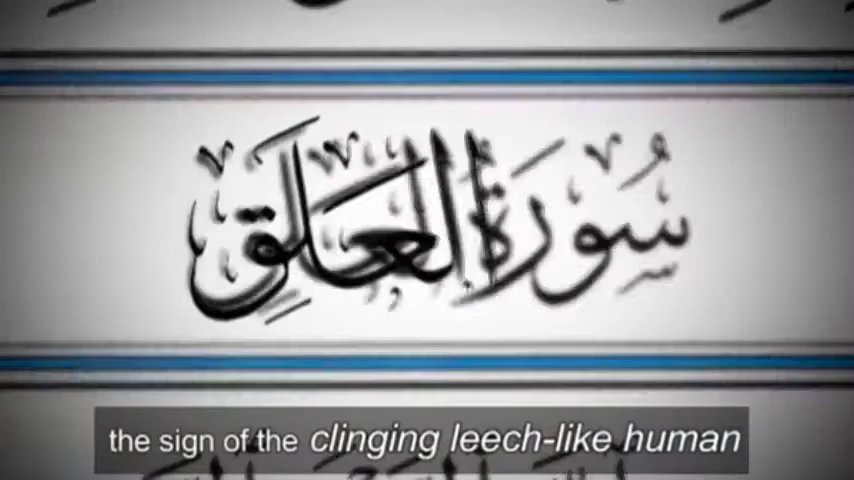 سُورَةُ العَلَقِ
the sign of the clinging leech-like human